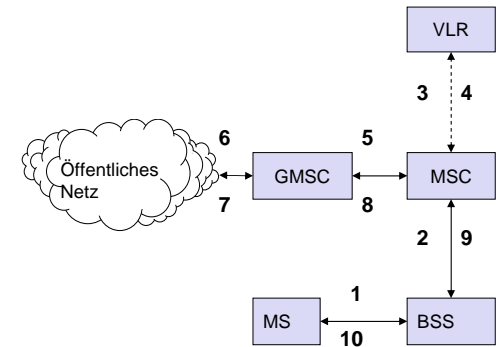 VLR
3 4
6 5
Öffentliches
Netz
GMSC
MSC
7 8
2 9
1
MS
BSS
10